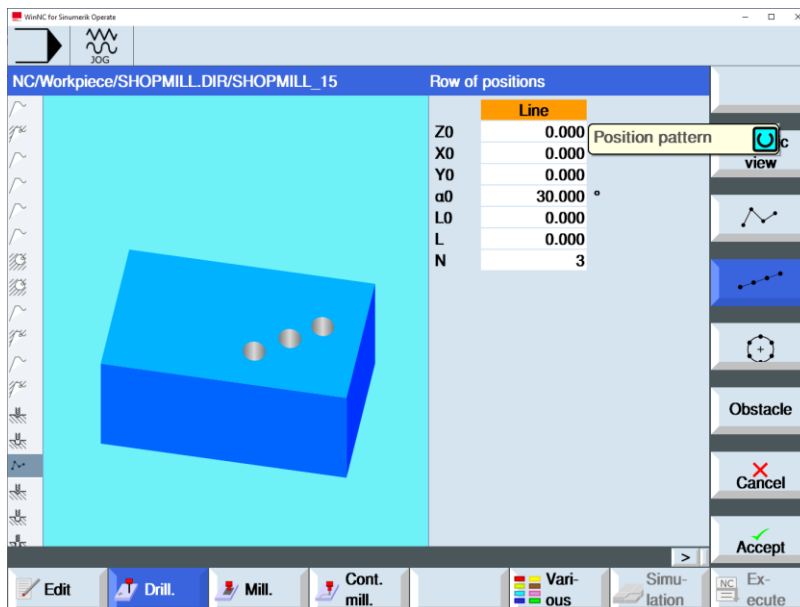 WinNC for Sinumerik Operate
JOG
NC/Workpiece/SHOPMILL.DIR/SHOPMILL_15
Row of positions
Line
Z0 0.000
Position pattern
X0 0.000
Y0 0.000
α0 30.000 °
L0 0.000
L 0.000
N 3
c
view
Obstacle
Cancel
Accept
>
Edit
Drill.
Mill.
Cont.
mill.
Vari-
ous
Simu-
lation
NC
Ex-
ecute